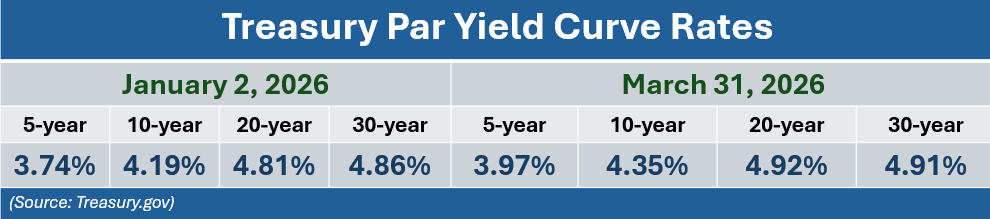 Treasury Par Yield Curve Rates
January 2, 2026 March 31, 2026
5-year 10-year 20-year 30-year 5-year 10-year 20-year 30-year
3.74% 4.19% 4.81% 4.86% 3.97% 4.35% 4.92% 4.91%
(Source: Treasury.gov)